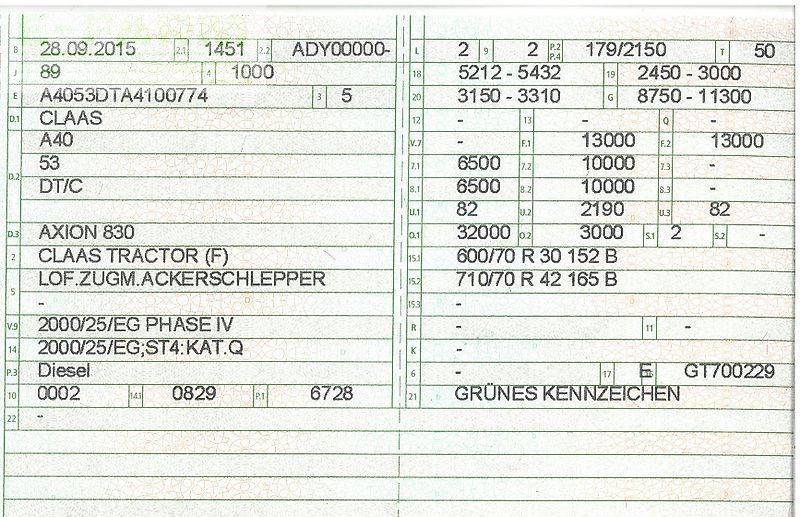 B 28.09.2015 2.1 1451 2.2 ADY00000-
J 89 4 1000
E A4053DTA4100774 3 5
D.1 CLAAS
A40
53
D.2 DT/C
D.3 AXION 830
2 CLAAS TRACTOR (F)
LOF.ZUGM.ACKERSCHLEPPER
5 -
V.9 2000/25/EG PHASE IV
14 2000/25/EG;ST4:KAT.Q
P.3 Diesel
10 0002 14.1 0829 P.1 6728
22 -
L 2 9 2 P.2 P.4 179/2150 T 50
18 5212 - 5432 19 2450 - 3000
20 3150 - 3310 G 8750 - 11300
12 - 13 - Q -
V.7 - F.1 13000 F.2 13000
7.1 6500 7.2 10000 7.3 -
8.1 6500 8.2 10000 8.3 -
U.1 82 U.2 2190 U.3 82
O.1 32000 O.2 3000 S.1 2 S.2 -
15.1 600/70 R 30 152 B
15.2 710/70 R 42 165 B
15.3 -
R - 11 -
K -
6 - 17 E GT700229
21 GRÜNES KENNZEICHEN